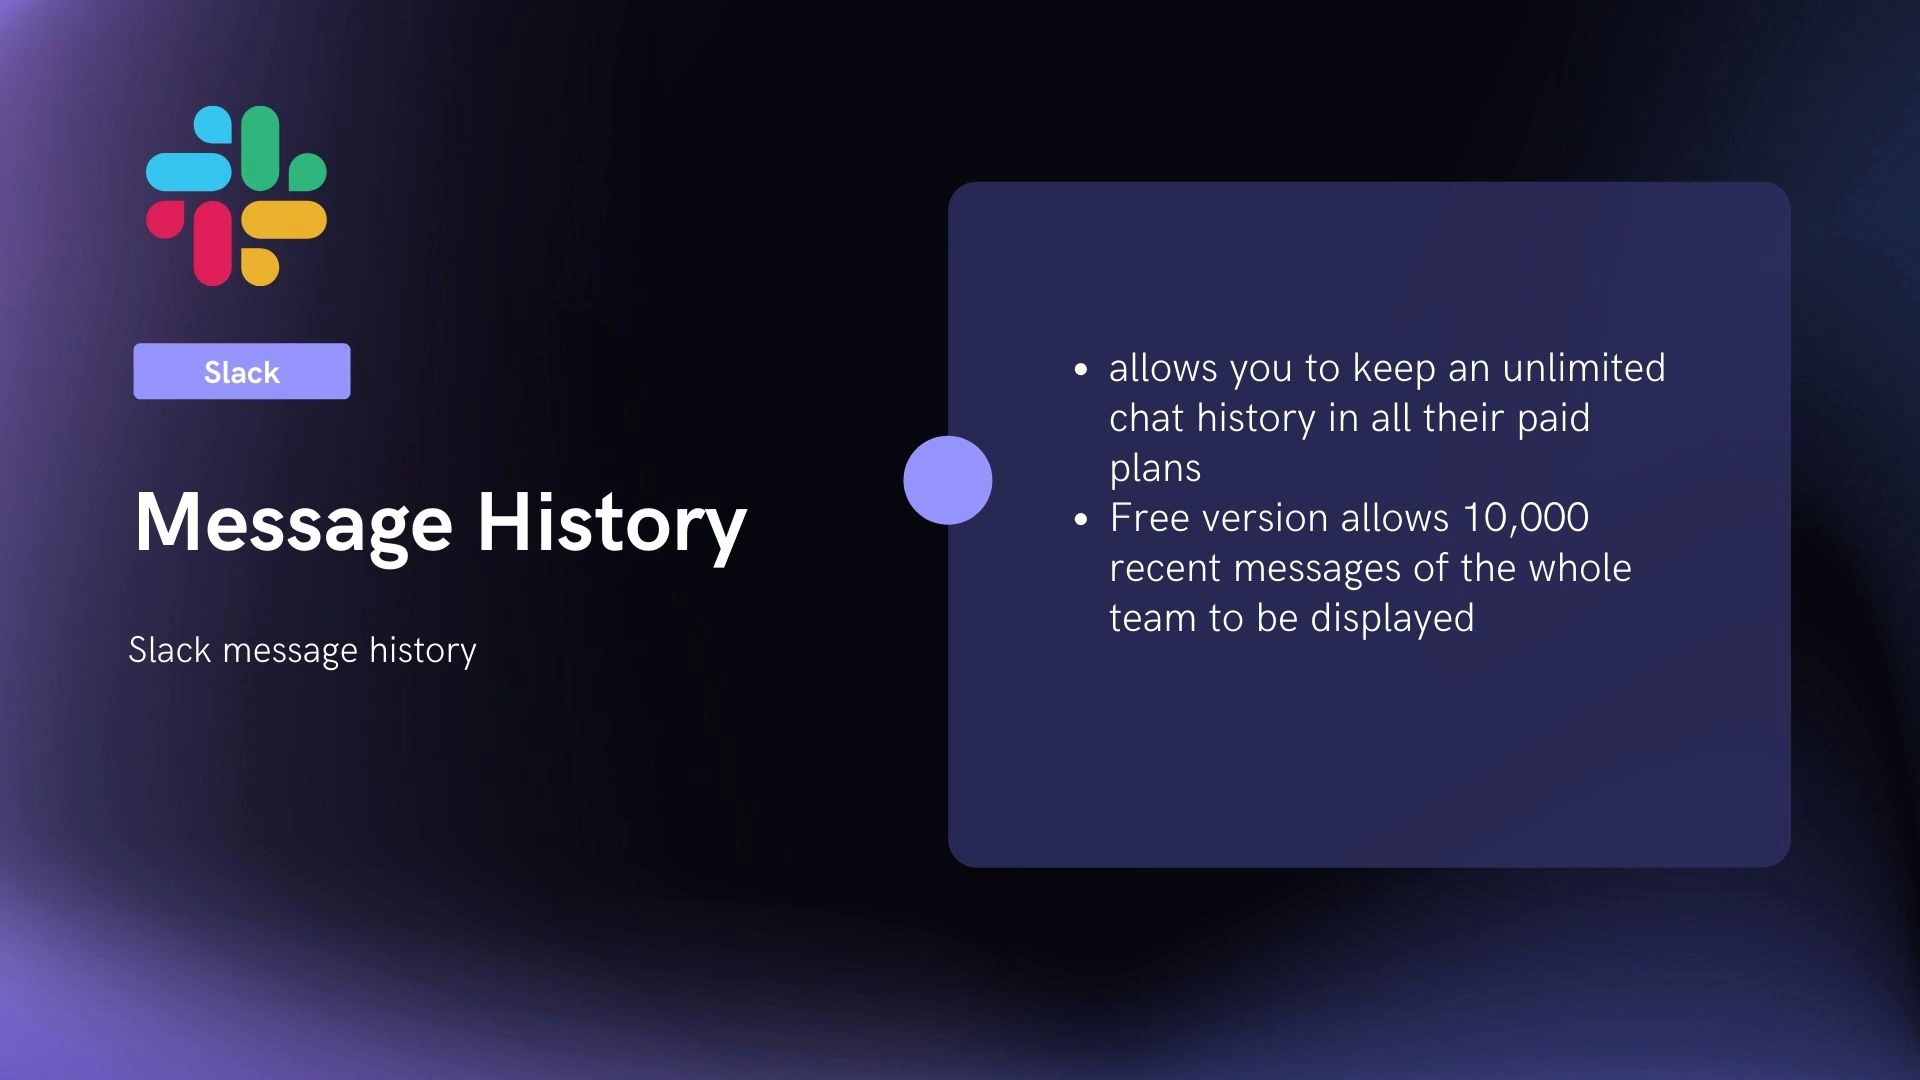 Slack
Message History
Slack message history
• allows you to keep an unlimited
chat history in all their paid
plans
• Free version allows 10,000
recent messages of the whole
team to be displayed